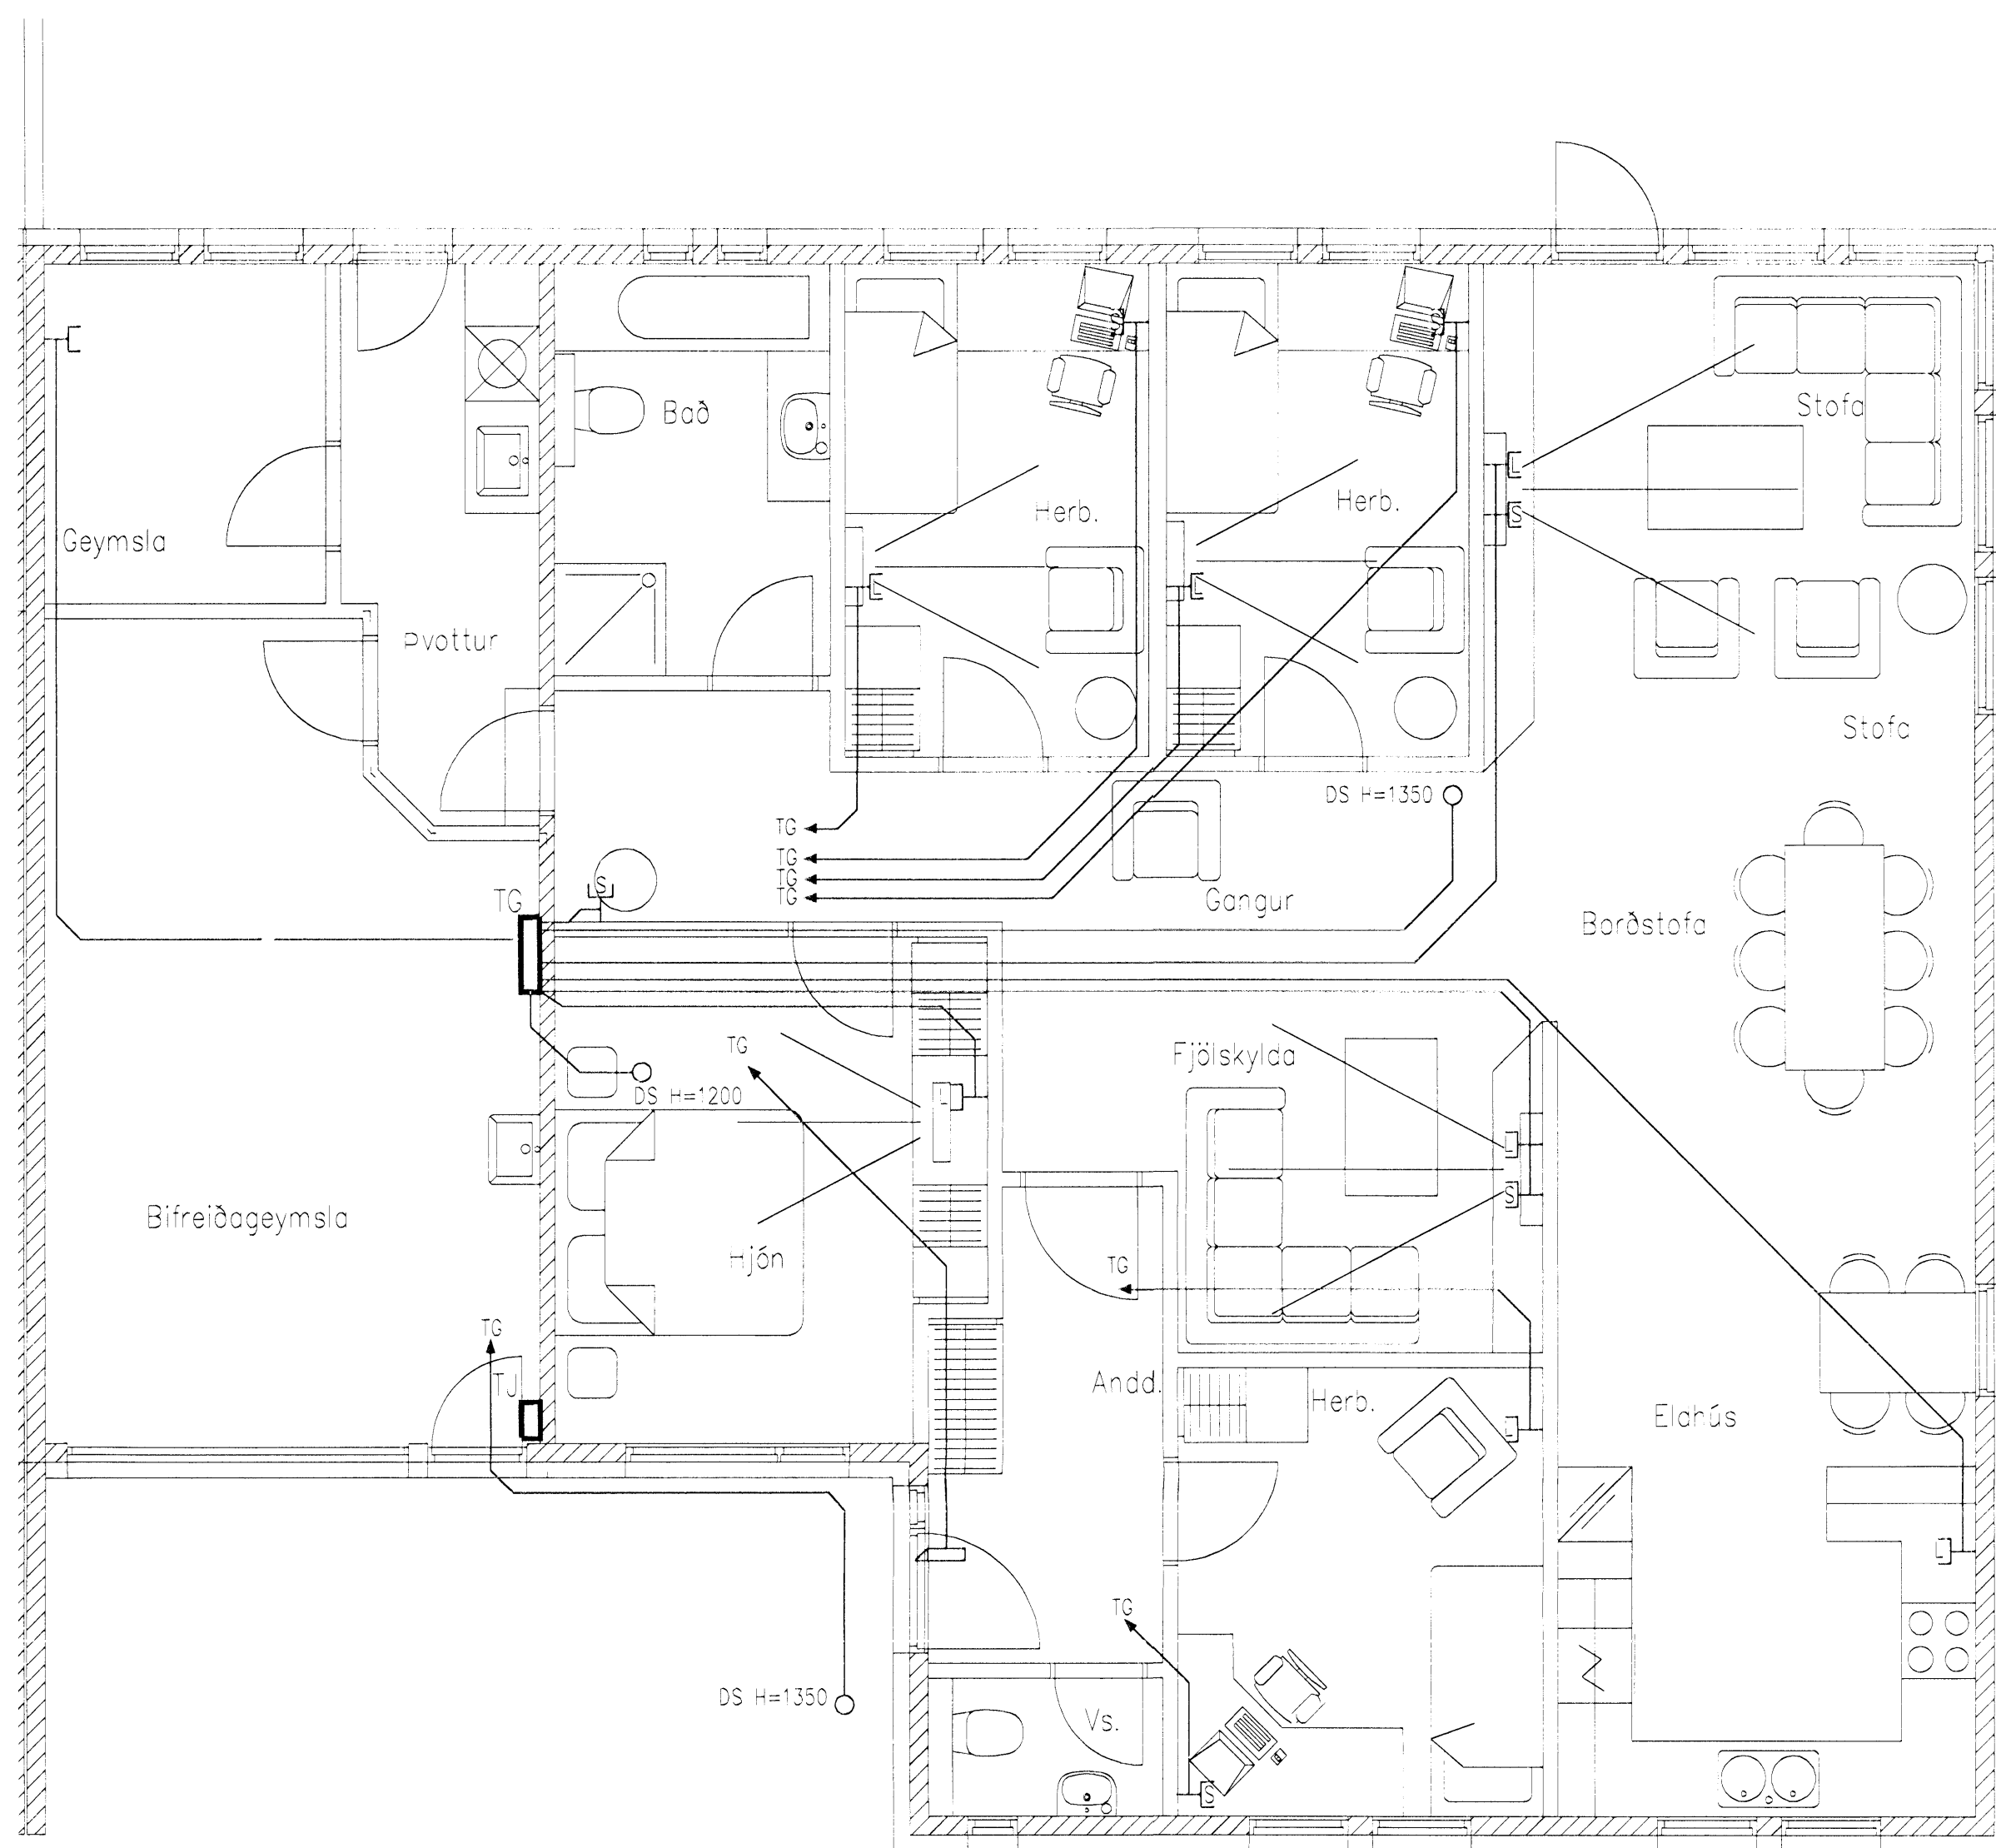 S
S
Stofa
Bað
L
Herb.
Herb.
S
Geymsla
L
L
Þvottur
Stofa
DS H=1350
TG
TG
TG
TG
S
TG
Gangur
Borðstofa
TG
Fjölskylda
DS H=1200
L
L
S
Bifreiðageymsla
Hjón
TG
TG
TJ
Andd.
Herb.
L
Elahús
L
TG
DS H=1350
Vs.
S